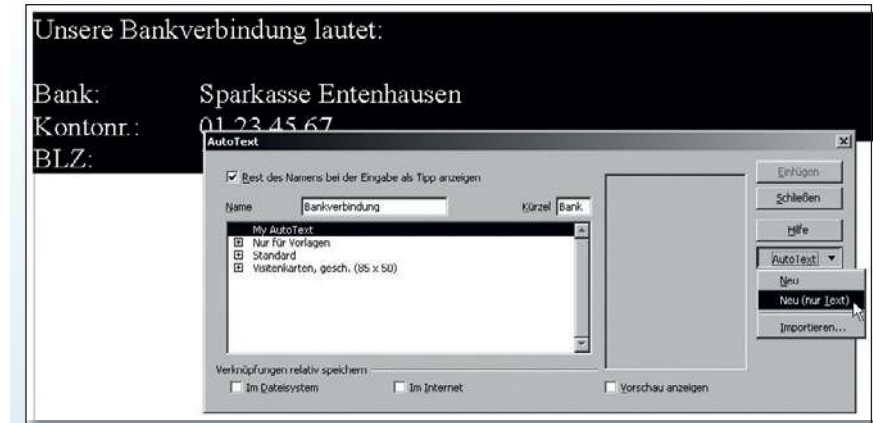 Unsere Bankverbindung lautet:
Bank: Sparkasse Entenhausen
Kontonr.: 01 23 45 67
BLZ:
AutoText
Rest des Namens bei der Eingabe als Tipp anzeigen
Name Bankverbindung Kürzel Bank
My AutoText
Nur für Vorlagen
Standard
Visitenkarten, gesch. (85 x 50)
Einfügen
Schließen
Hilfe
AutoText
Neu
Neu (nur Text)
Importieren...
Verknüpfungen relativ speichern
Im Dateisystem Im Internet Vorschau anzeigen